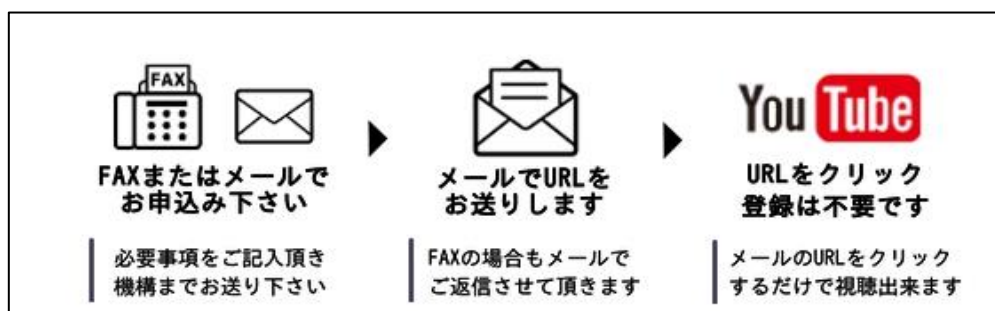 FAX
FAXまたはメールで
お申込み下さい
必要事項をご記入頂き
機構までお送り下さい
メールでURLを
お送りします
FAXの場合もメールで
ご返信させて頂きます
YouTube
URLをクリック
登録は不要です
メールのURLをクリック
するだけで視聴出来ます